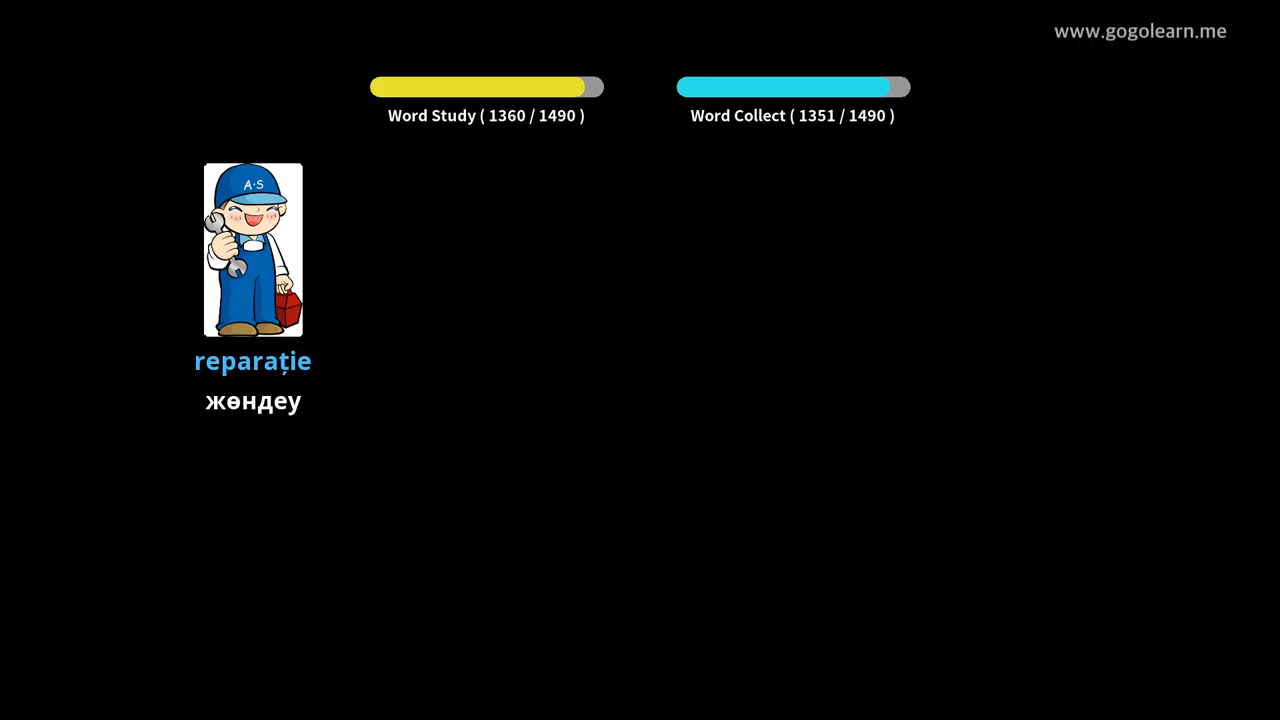 www.gogolearn.me
Word Study ( 1360 / 1490 )
Word Collect ( 1351 / 1490 )
A·S
reparație
жөндеу